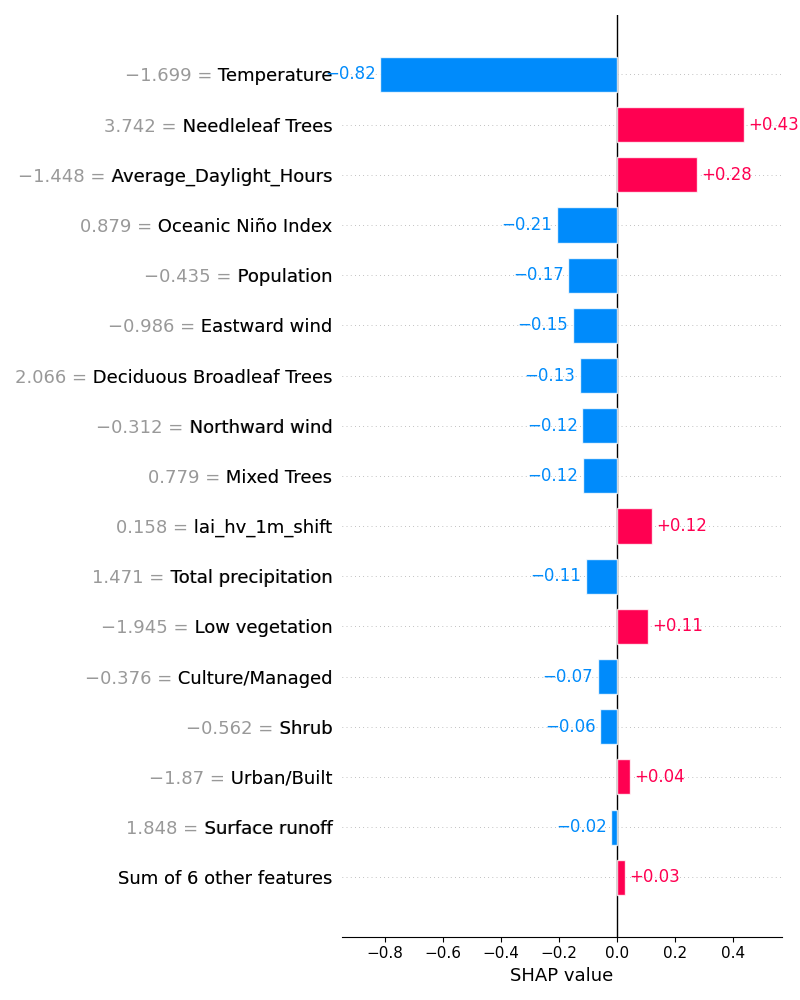 −1.699 = Temperature −0.82
3.742 = Needleleaf Trees +0.43
−1.448 = Average_Daylight_Hours +0.28
0.879 = Oceanic Niño Index −0.21
−0.435 = Population −0.17
−0.986 = Eastward wind −0.15
2.066 = Deciduous Broadleaf Trees −0.13
−0.312 = Northward wind −0.12
0.779 = Mixed Trees −0.12
0.158 = lai_hv_1m_shift +0.12
1.471 = Total precipitation −0.11
−1.945 = Low vegetation +0.11
−0.376 = Culture/Managed −0.07
−0.562 = Shrub −0.06
−1.87 = Urban/Built +0.04
1.848 = Surface runoff −0.02
Sum of 6 other features +0.03
−0.8 −0.6 −0.4 −0.2 0.0 0.2 0.4
SHAP value